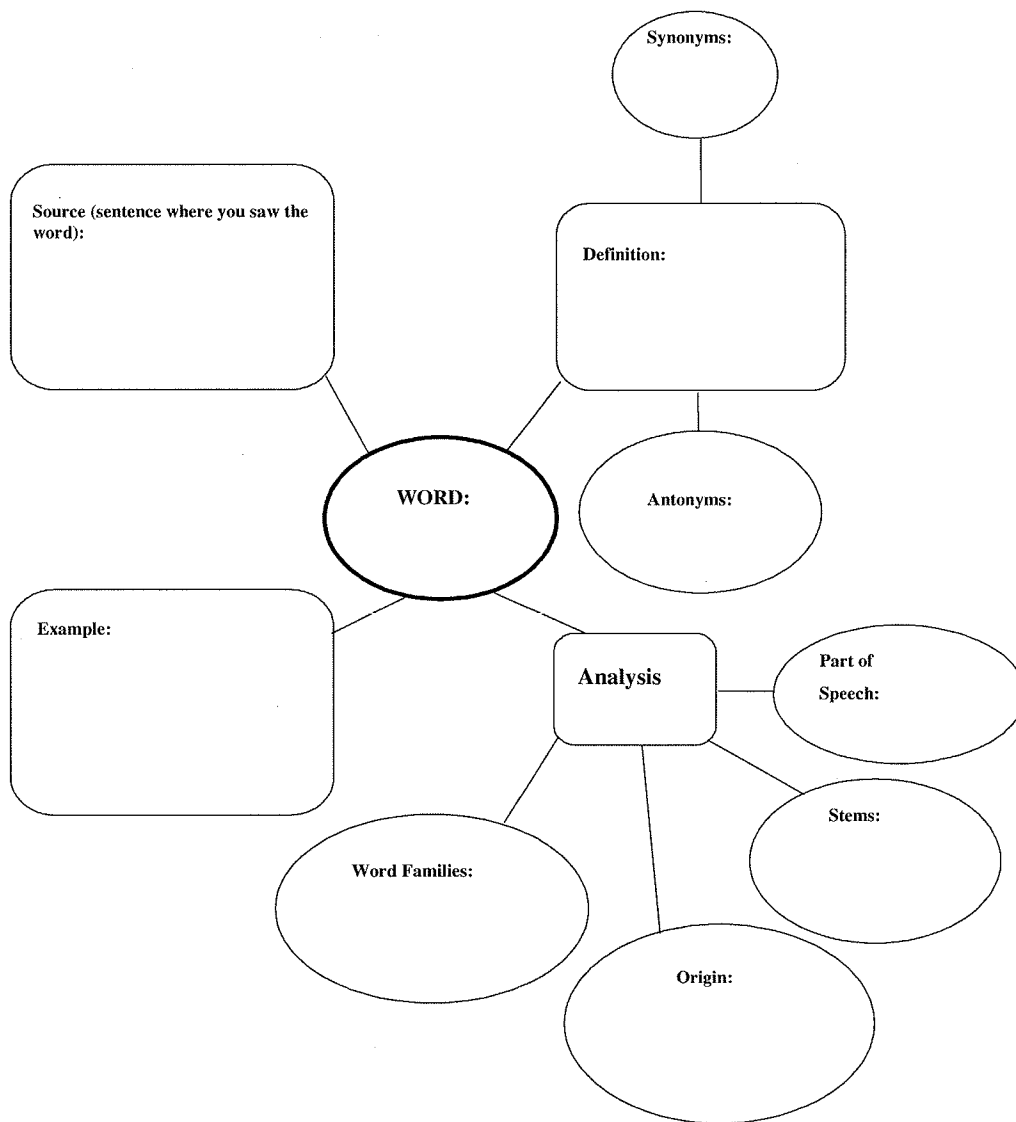 Synonyms:
Source (sentence where you saw the
word):
Definition:
WORD:
Antonyms:
Example:
Analysis
Part of
Speech:
Stems:
Word Families:
Origin: